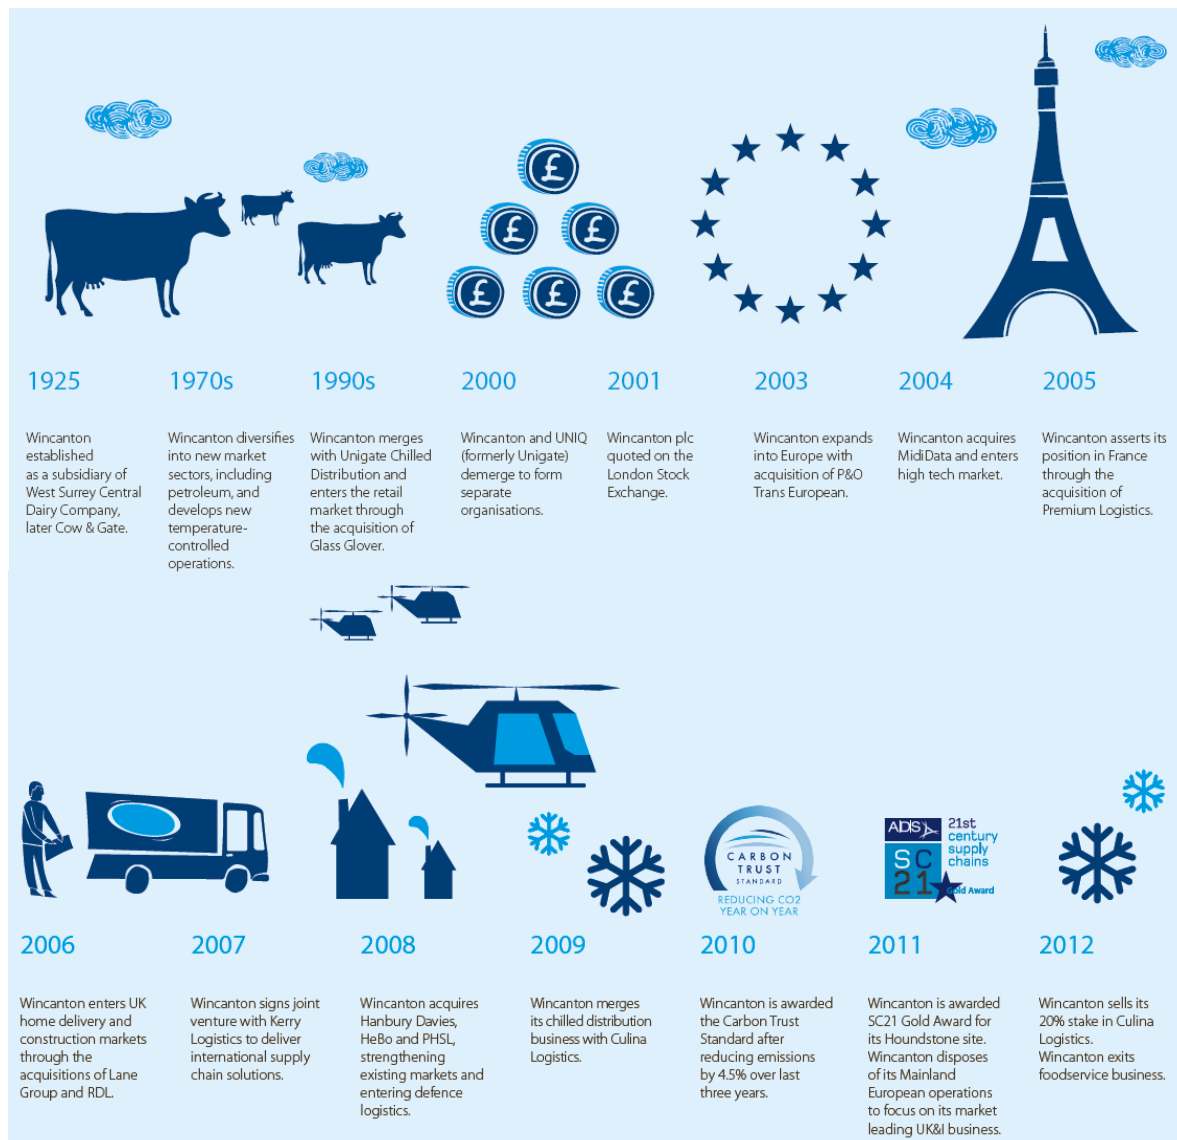 £
£
£
£
£
£
1925
Wincanton
established
as a subsidiary of
West Surrey Central
Dairy Company,
later Cow & Gate.
1970s
Wincanton diversifies
into new market
sectors, including
petroleum, and
develops new
temperature-
controlled
operations.
1990s
Wincanton merges
with Unigate Chilled
Distribution and
enters the retail
market through
the acquisition of
Glass Glover.
2000
Wincanton and UNIQ
(formerly Unigate)
demerge to form
separate
organisations.
2001
Wincanton plc
quoted on the
London Stock
Exchange.
2003
Wincanton expands
into Europe with
acquisition of P&O
Trans European.
2004
Wincanton acquires
MidiData and enters
high tech market.
2005
Wincanton asserts its
position in France
through the
acquisition of
Premium Logistics.
2006
Wincanton enters UK
home delivery and
construction markets
through the
acquisitions of Lane
Group and RDL.
2007
Wincanton signs joint
venture with Kerry
Logistics to deliver
international supply
chain solutions.
2008
Wincanton acquires
Hanbury Davies,
HeBo and PHSL,
strengthening
existing markets and
entering defence
logistics.
2009
Wincanton merges
its chilled distribution
business with Culina
Logistics.
CARBON
TRUST
STANDARD
REDUCING CO2
YEAR ON YEAR
2010
Wincanton is awarded
the Carbon Trust
Standard after
reducing emissions
by 4.5% over last
three years.
ADS
SC
21
21st
century
supply
chains
Gold Award
2011
Wincanton is awarded
SC21 Gold Award for
its Houndstone site.
Wincanton disposes
of its Mainland
European operations
to focus on its market
leading UK&I business.
2012
Wincanton sells its
20% stake in Culina
Logistics.
Wincanton exits
foodservice business.